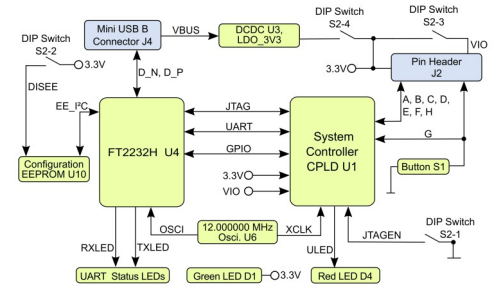 DIP Switch
S2-2
Mini USB B
Connector J4
VBUS
DCDC U3,
LDO_3V3
DIP Switch
S2-4
DIP Switch
S2-3
VIO
3.3V
DISEE
3.3V
Pin Header
J2
D_N, D_P
EE_I²C
A, B, C, D,
E, F, H
JTAG
UART
GPIO
FT2232H U4
System
Controller
CPLD U1
G
Configuration
EEPROM U10
3.3V
VIO
Button S1
OSCI
12.000000 MHz
Osci. U6
XCLK
RXLED
TXLED
ULED
JTAGEN
DIP Switch
S2-1
UART Status LEDs
Green LED D1
3.3V
Red LED D4